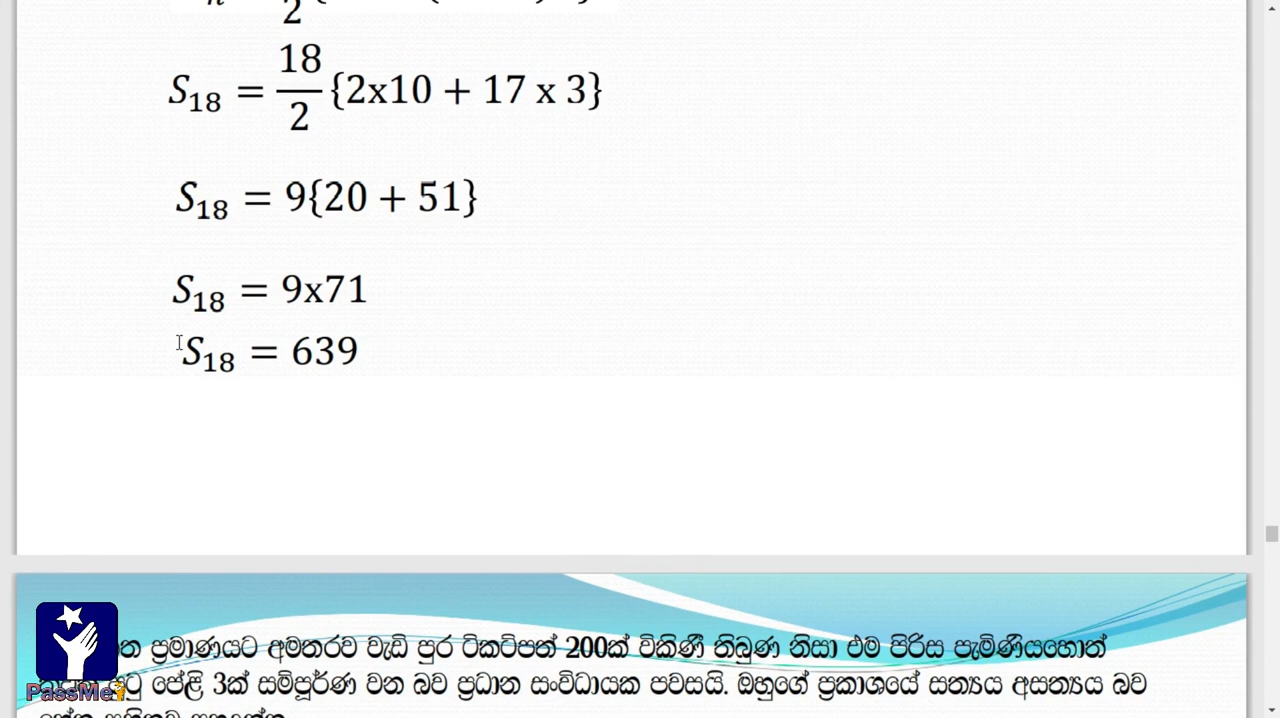 S₁₈ = 18/2 {2x10 + 17 x 3}
S₁₈ = 9{20 + 51}
S₁₈ = 9x71
S₁₈ = 639
ප්‍රමාණයට අමතරව වැඩි පුර ටිකටිපත් 200ක් විකිණී තිබුණ නිසා එම පිරිස පැමිණියහොත්
පේළි 3ක් සම්පූර්ණ වන බව ප්‍රධාන සංවිධායක පවසයි. ඔහුගේ ප්‍රකාශයේ සත්‍යය අසත්‍යය බව
PassMe